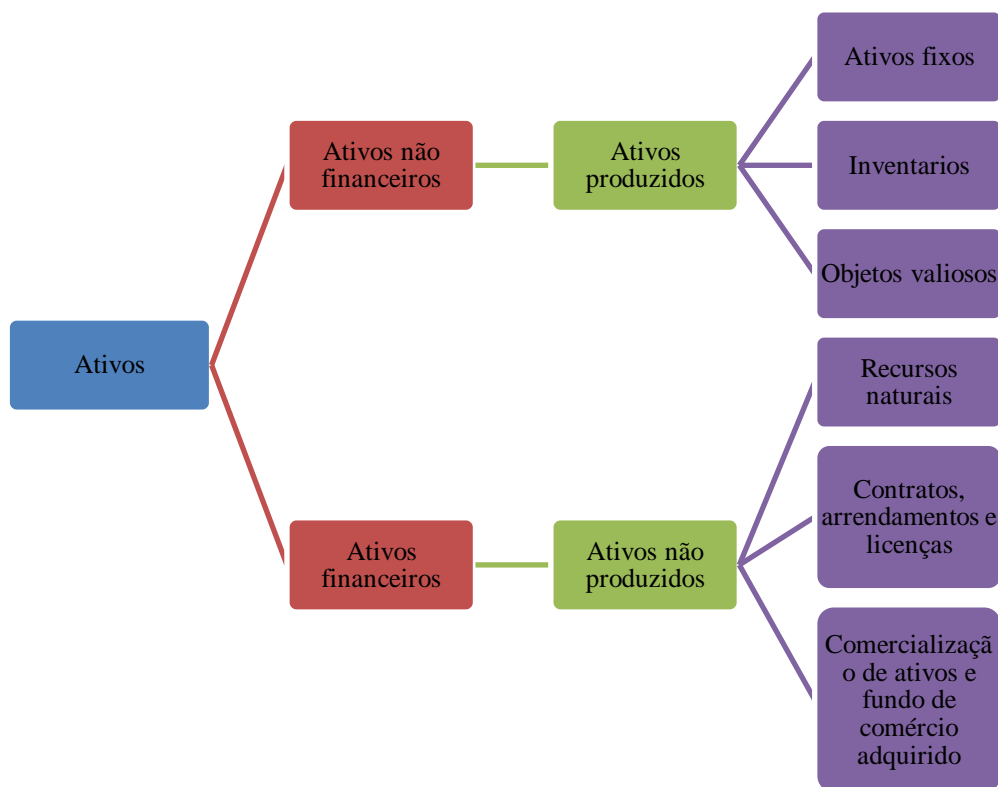 Ativos
Ativos não
financeiros
Ativos
produzidos
Ativos fixos
Inventarios
Objetos valiosos
Ativos
financeiros
Ativos não
produzidos
Recursos
naturais
Contratos,
arrendamentos e
licenças
Comercializaçã
o de ativos e
fundo de
comércio
adquirido